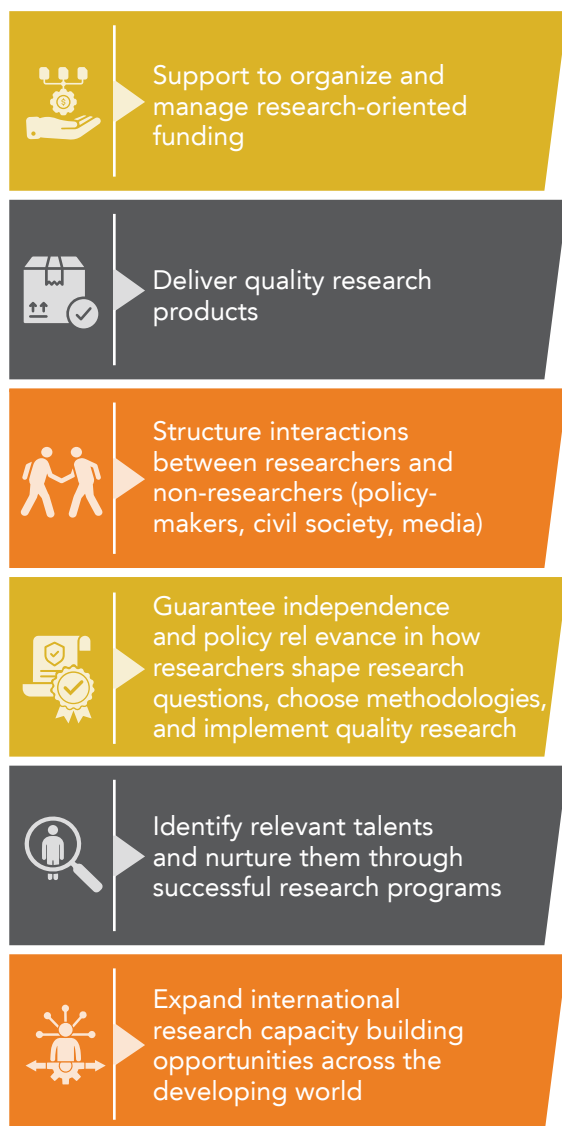 Support to organize and
manage research-oriented
funding
Deliver quality research
products
Structure interactions
between researchers and
non-researchers (policy-
makers, civil society, media)
Guarantee independence
and policy rel evance in how
researchers shape research
questions, choose methodologies,
and implement quality research
Identify relevant talents
and nurture them through
successful research programs
Expand international
research capacity building
opportunities across the
developing world